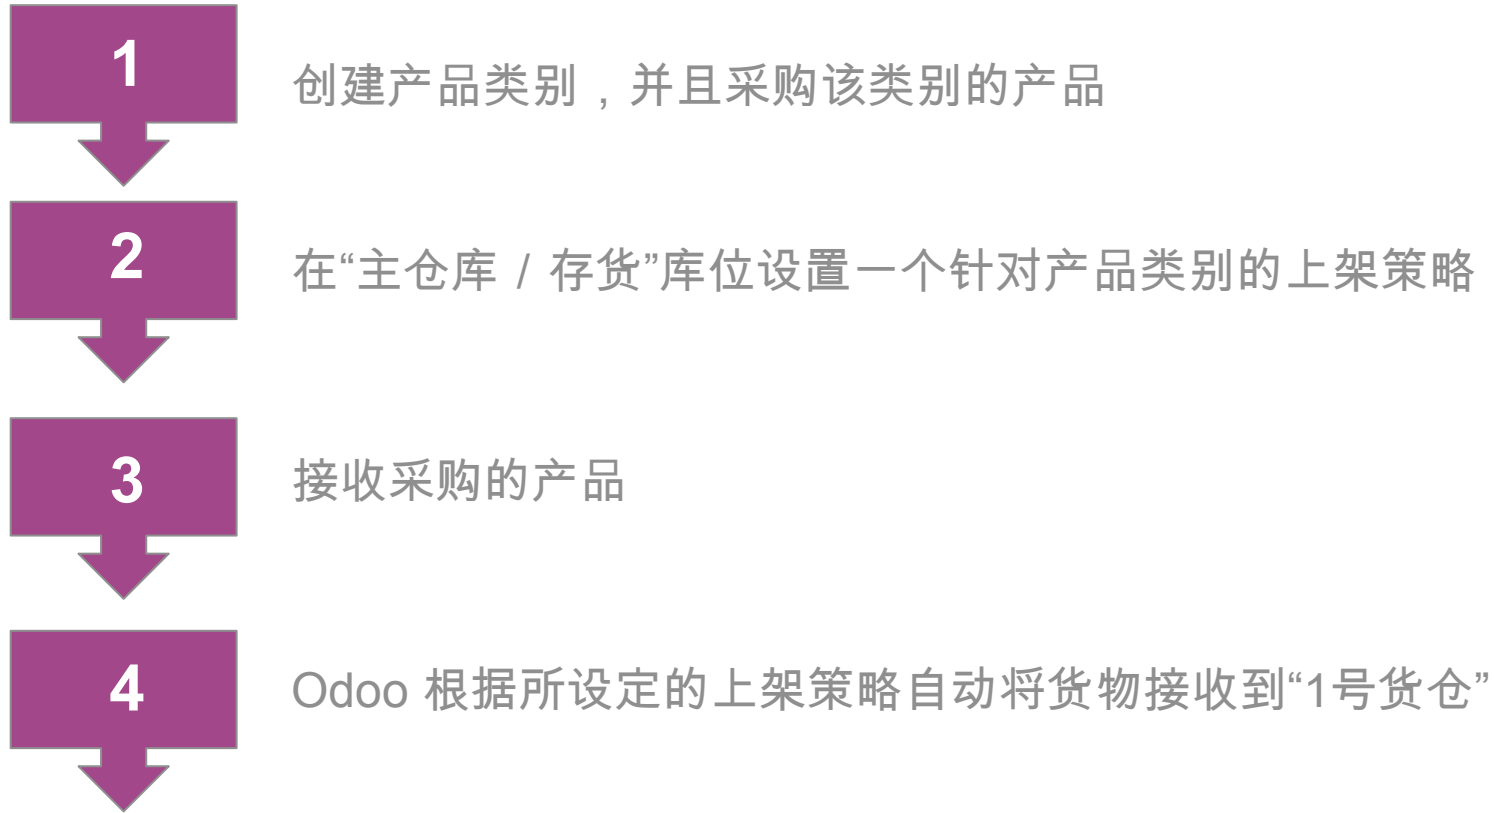 1
创建产品类别，并且采购该类别的产品
2
在“主仓库 / 存货”库位设置一个针对产品类别的上架策略
3
接收采购的产品
4
Odoo 根据所设定的上架策略自动将货物接收到“1号货仓”